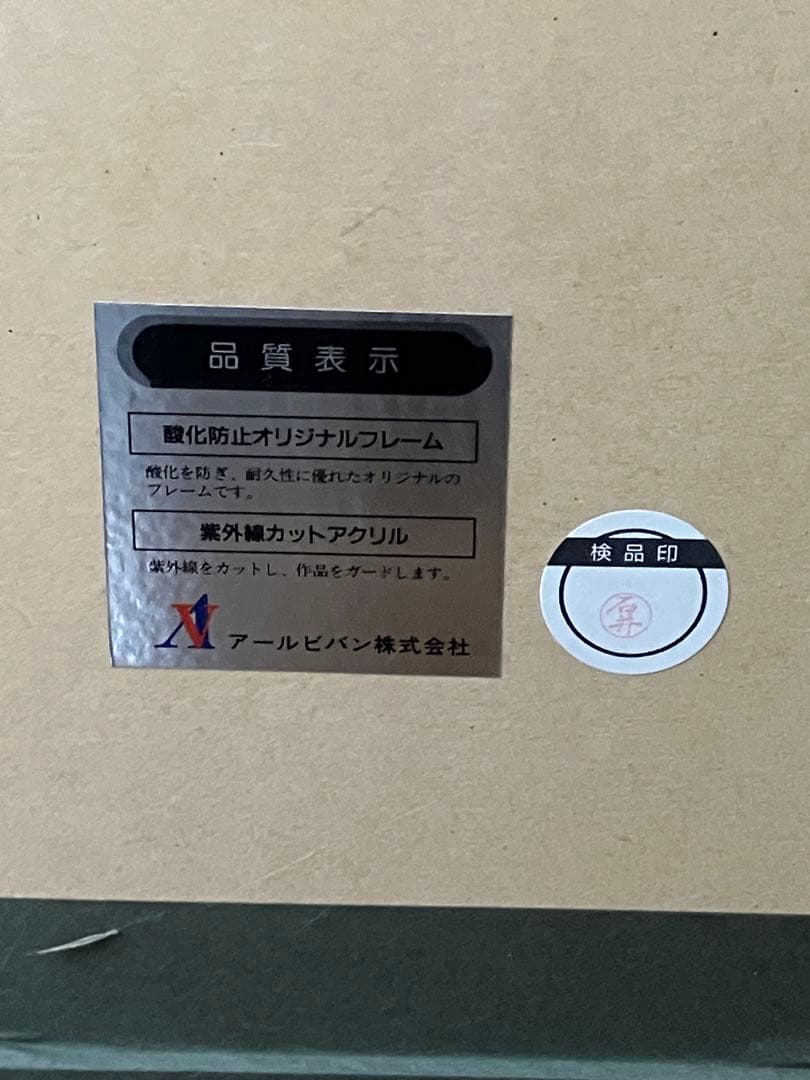 品質表示
酸化防止オリジナルフレーム
酸化を防ぎ、耐久性に優れたオリジナルの
フレームです。
紫外線カットアクリル
紫外線をカットし、作品をガードします。
AV アールビバン株式会社
検品印
石井